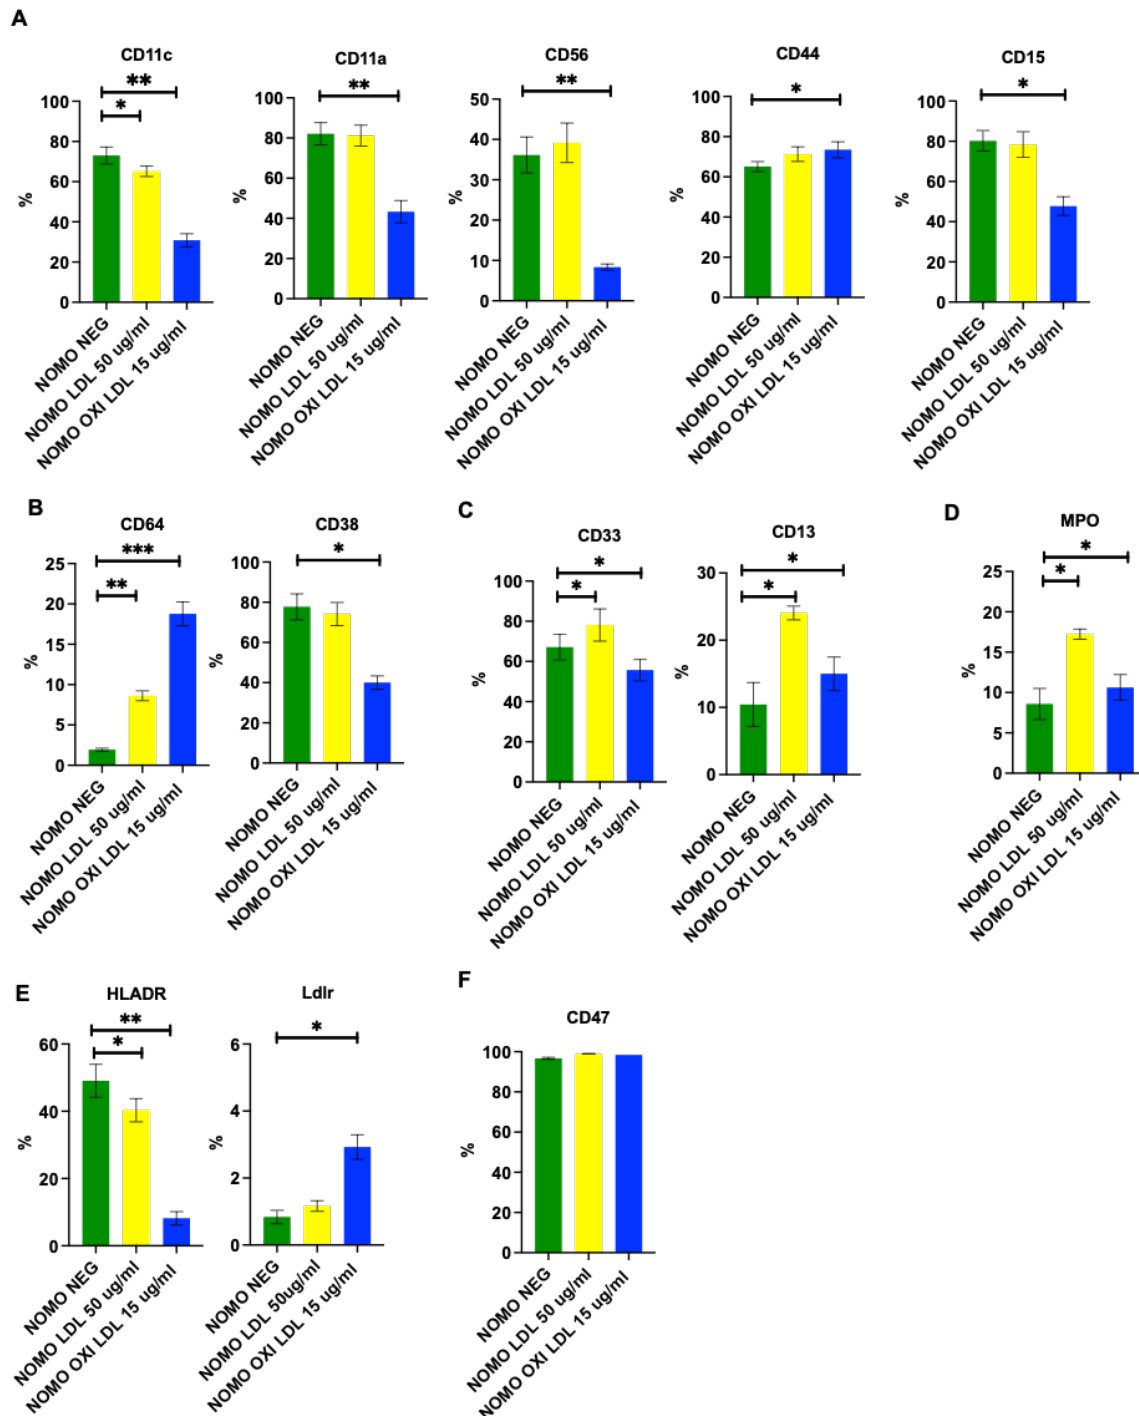 A
CD11c
**
*
100
80
60
40
20
0
%
NOMO NEG
NOMO LDL 50 ug/ml
NOMO OXI LDL 15 ug/ml
CD11a
**
100
80
60
40
20
0
%
NOMO NEG
NOMO LDL 50 ug/ml
NOMO OXI LDL 15 ug/ml
CD56
**
50
40
30
20
10
0
%
NOMO NEG
NOMO LDL 50 ug/ml
NOMO OXI LDL 15 ug/ml
CD44
*
100
80
60
40
20
0
%
NOMO NEG
NOMO LDL 50 ug/ml
NOMO OXI LDL 15 ug/ml
CD15
*
100
80
60
40
20
0
%
NOMO NEG
NOMO LDL 50 ug/ml
NOMO OXI LDL 15 ug/ml
B
CD64
***
**
25
20
15
10
5
0
%
NOMO NEG
NOMO LDL 50 ug/ml
NOMO OXI LDL 15 ug/ml
CD38
*
100
80
60
40
20
0
%
NOMO NEG
NOMO LDL 50 ug/ml
NOMO OXI LDL 15 ug/ml
C
CD33
*
*
100
80
60
40
20
0
%
NOMO NEG
NOMO LDL 50 ug/ml
NOMO OXI LDL 15 ug/ml
CD13
*
*
30
20
10
0
%
NOMO NEG
NOMO LDL 50 ug/ml
NOMO OXI LDL 15 ug/ml
D
MPO
*
*
25
20
15
10
5
0
%
NOMO NEG
NOMO LDL 50 ug/ml
NOMO OXI LDL 15 ug/ml
E
HLADR
**
*
60
40
20
0
%
NOMO NEG
NOMO LDL 50 ug/ml
NOMO OXI LDL 15 ug/ml
Ldlr
*
6
4
2
0
%
NOMO NEG
NOMO LDL 50ug/ml
NOMO OXI LDL 15 ug/ml
F
CD47
100
80
60
40
20
0
%
NOMO NEG
NOMO LDL 50 ug/ml
NOMO OXI LDL 15 ug/ml